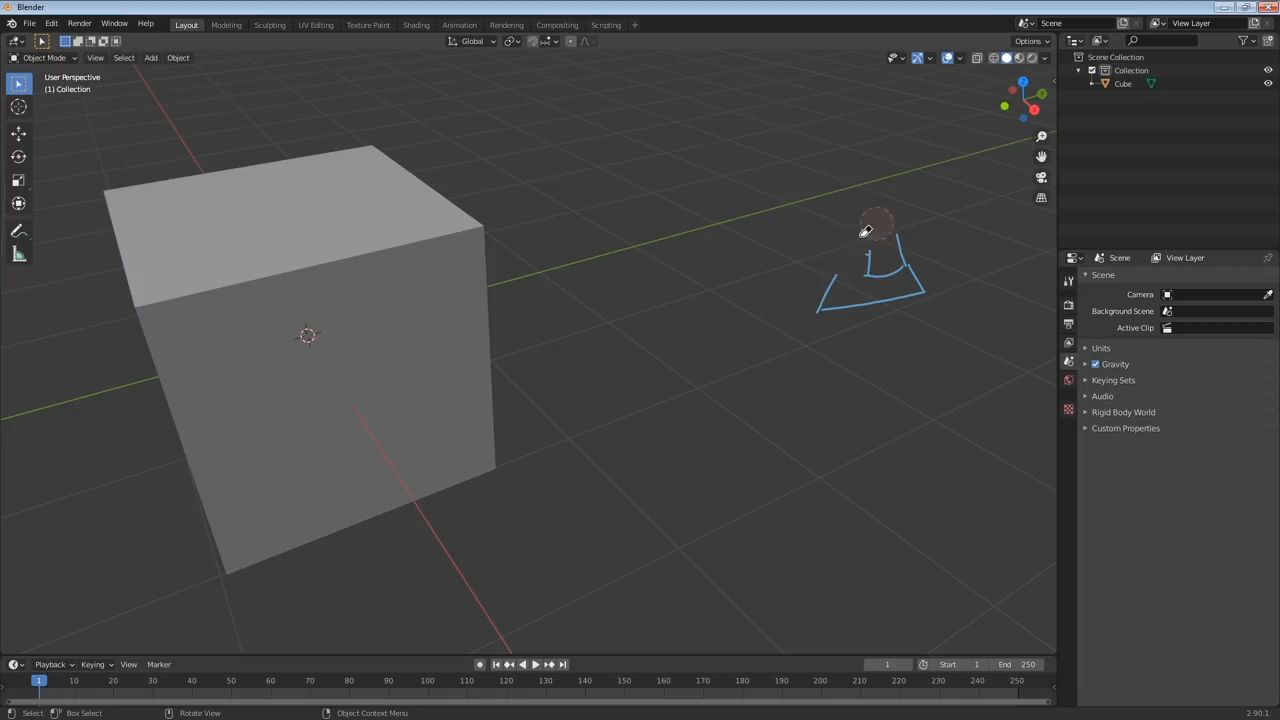 Blender
File Edit Render Window Help Layout Modeling Sculpting UV Editing Texture Paint Shading Animation Rendering Compositing Scripting + Scene View Layer
Global Options
Object Mode View Select Add Object
User Perspective
(1) Collection
Z
Y
X
Scene Collection
Collection
Cube
Scene View Layer
Scene
Camera
Background Scene
Active Clip
Units
Gravity
Keying Sets
Audio
Rigid Body World
Custom Properties
Playback Keying View Marker 1 Start 1 End 250
1 10 20 30 40 50 60 70 80 90 100 110 120 130 140 150 160 170 180 190 200 210 220 230 240 250
Select Box Select Rotate View Object Context Menu 2.90.1